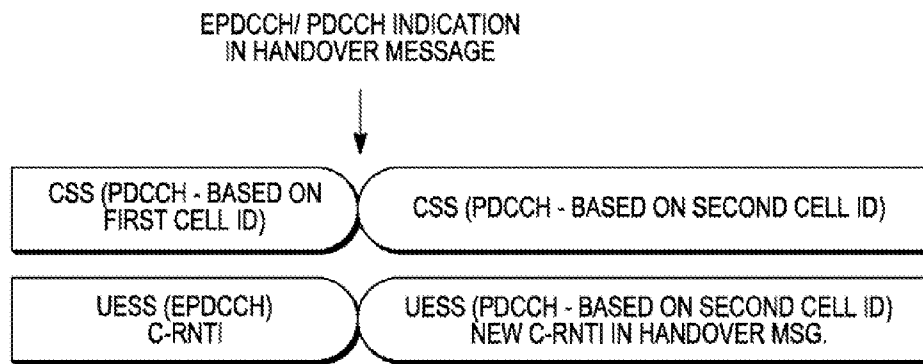 EPDCCH/ PDCCH INDICATION
IN HANDOVER MESSAGE
CSS (PDCCH - BASED ON
FIRST CELL ID)
CSS (PDCCH - BASED ON SECOND CELL ID)
UESS (EPDCCH)
C-RNTI
UESS (PDCCH - BASED ON SECOND CELL ID)
NEW C-RNTI IN HANDOVER MSG.